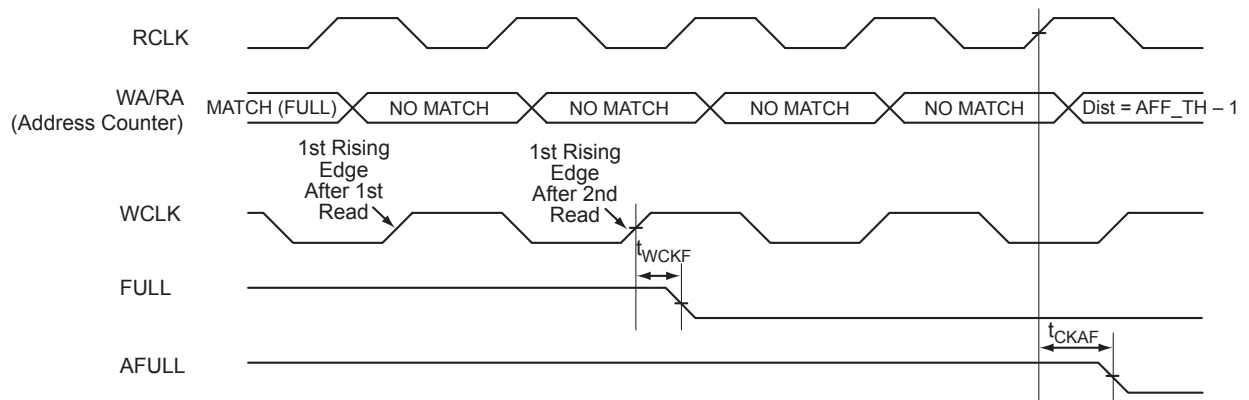 RCLK
WA/RA
(Address Counter)
MATCH (FULL)
NO MATCH
NO MATCH
NO MATCH
NO MATCH
Dist = AFF_TH – 1
1st Rising
Edge
After 1st
Read
1st Rising
Edge
After 2nd
Read
WCLK
tWCKF
FULL
tCKAF
AFULL